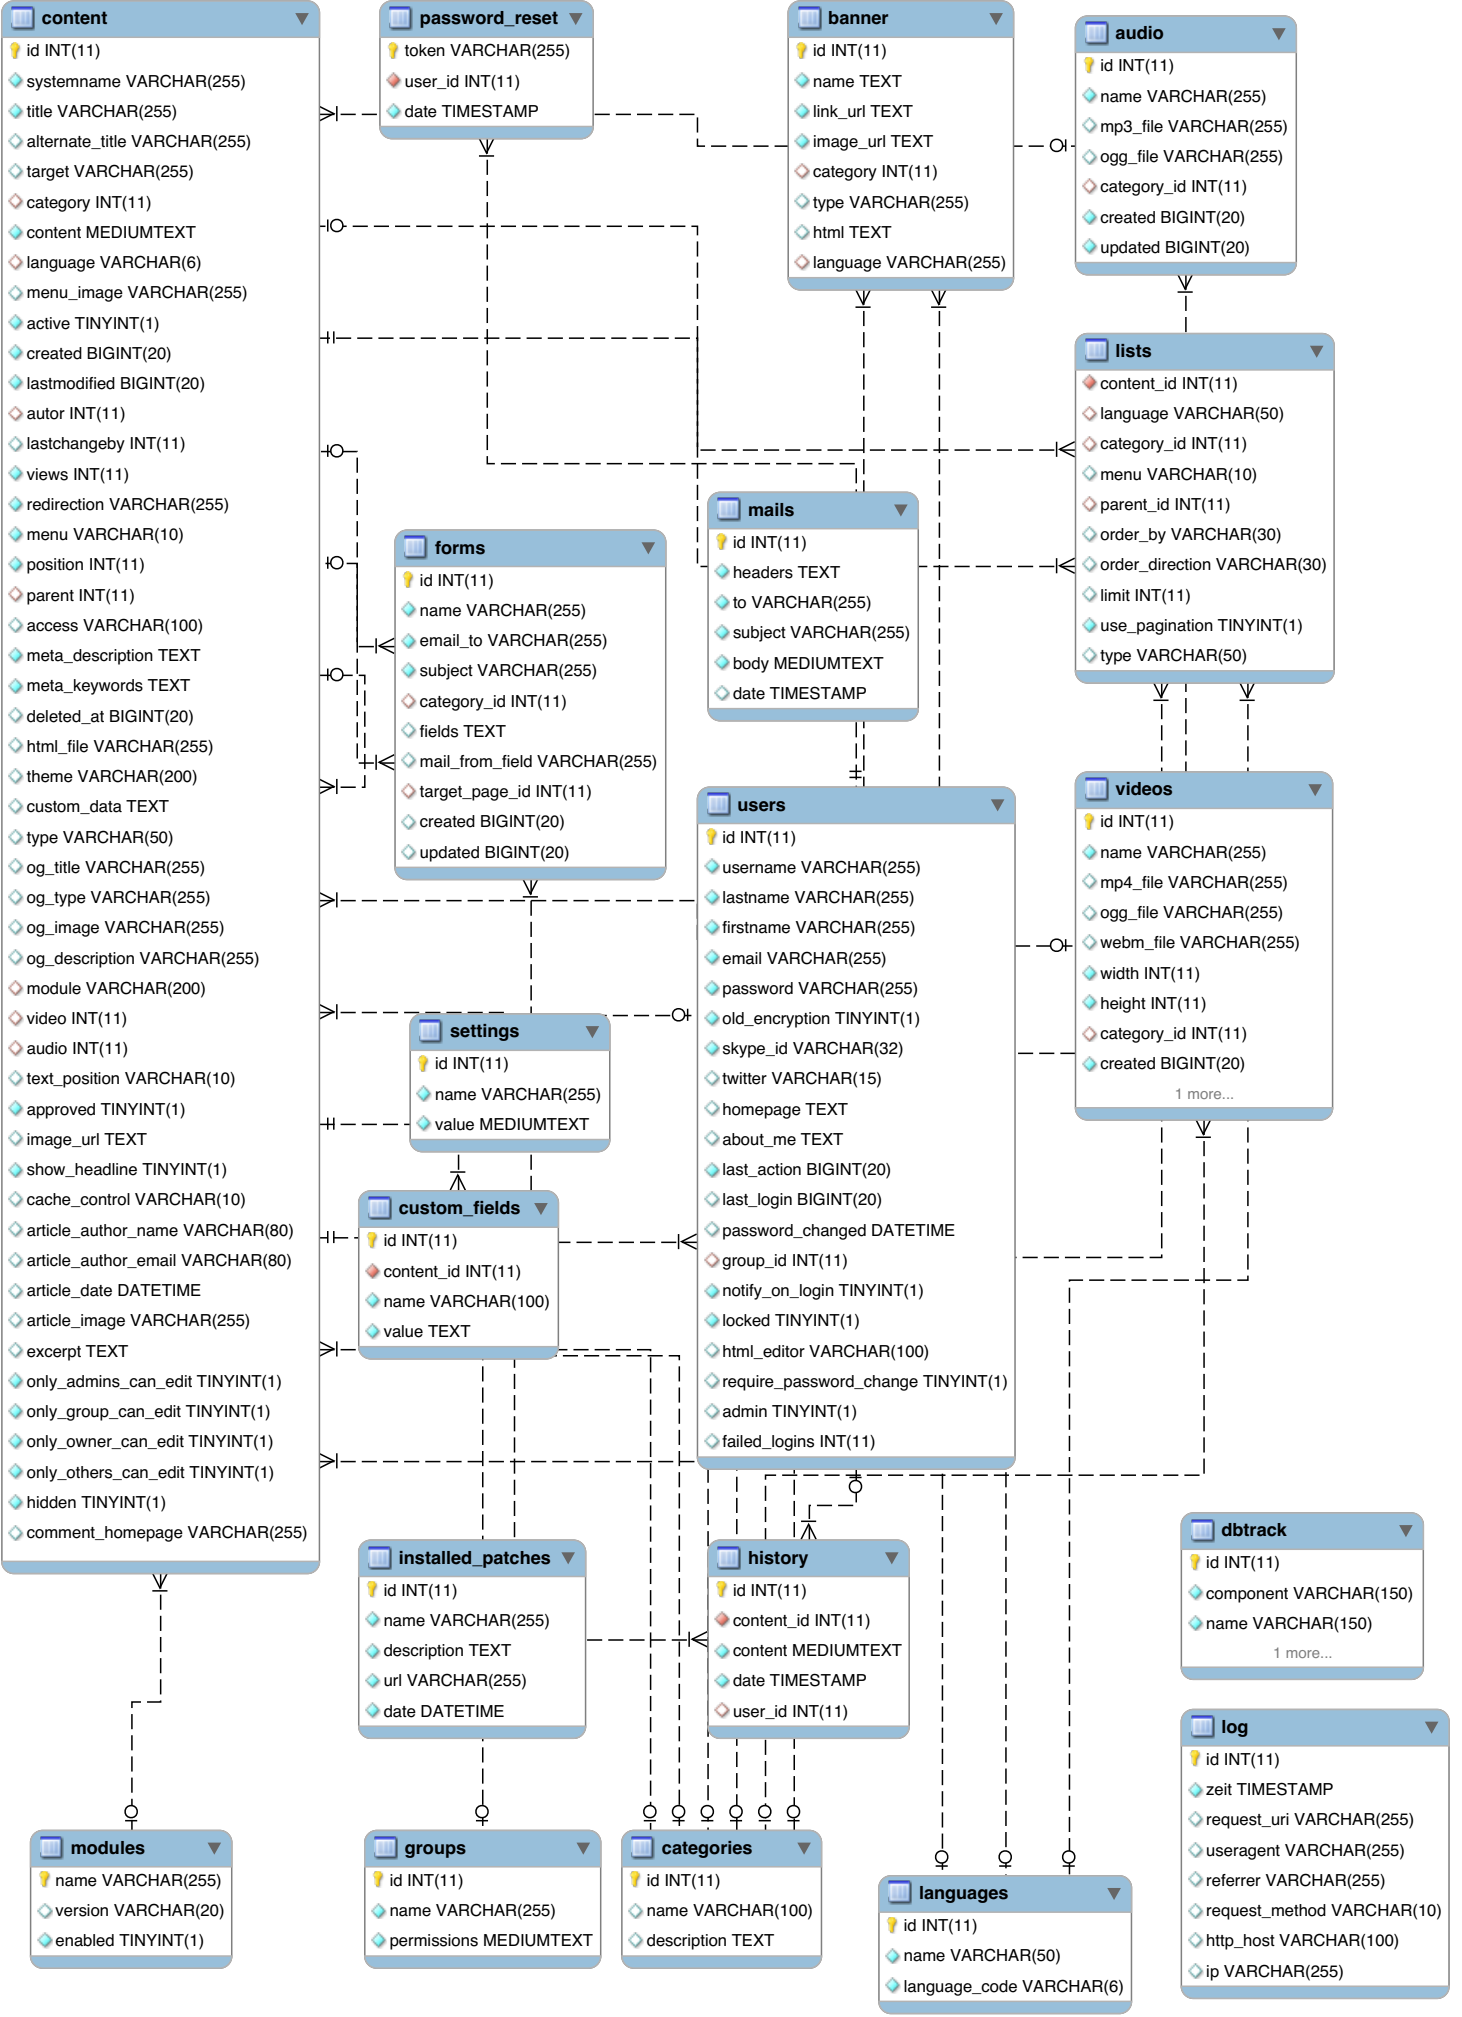 content
id INT(11)
systemname VARCHAR(255)
title VARCHAR(255)
alternate_title VARCHAR(255)
target VARCHAR(255)
category INT(11)
content MEDIUMTEXT
language VARCHAR(6)
menu_image VARCHAR(255)
active TINYINT(1)
created BIGINT(20)
lastmodified BIGINT(20)
autor INT(11)
lastchangeby INT(11)
views INT(11)
redirection VARCHAR(255)
menu VARCHAR(10)
position INT(11)
parent INT(11)
access VARCHAR(100)
meta_description TEXT
meta_keywords TEXT
deleted_at BIGINT(20)
html_file VARCHAR(255)
theme VARCHAR(200)
custom_data TEXT
type VARCHAR(50)
og_title VARCHAR(255)
og_type VARCHAR(255)
og_image VARCHAR(255)
og_description VARCHAR(255)
module VARCHAR(200)
video INT(11)
audio INT(11)
text_position VARCHAR(10)
approved TINYINT(1)
image_url TEXT
show_headline TINYINT(1)
cache_control VARCHAR(10)
article_author_name VARCHAR(80)
article_author_email VARCHAR(80)
article_date DATETIME
article_image VARCHAR(255)
excerpt TEXT
only_admins_can_edit TINYINT(1)
only_group_can_edit TINYINT(1)
only_owner_can_edit TINYINT(1)
only_others_can_edit TINYINT(1)
hidden TINYINT(1)
comment_homepage VARCHAR(255)
password_reset
token VARCHAR(255)
user_id INT(11)
date TIMESTAMP
banner
id INT(11)
name TEXT
link_url TEXT
image_url TEXT
category INT(11)
type VARCHAR(255)
html TEXT
language VARCHAR(255)
audio
id INT(11)
name VARCHAR(255)
mp3_file VARCHAR(255)
ogg_file VARCHAR(255)
category_id INT(11)
created BIGINT(20)
updated BIGINT(20)
lists
content_id INT(11)
language VARCHAR(50)
category_id INT(11)
menu VARCHAR(10)
parent_id INT(11)
order_by VARCHAR(30)
order_direction VARCHAR(30)
limit INT(11)
use_pagination TINYINT(1)
type VARCHAR(50)
mails
id INT(11)
headers TEXT
to VARCHAR(255)
subject VARCHAR(255)
body MEDIUMTEXT
date TIMESTAMP
forms
id INT(11)
name VARCHAR(255)
email_to VARCHAR(255)
subject VARCHAR(255)
category_id INT(11)
fields TEXT
mail_from_field VARCHAR(255)
target_page_id INT(11)
created BIGINT(20)
updated BIGINT(20)
users
id INT(11)
username VARCHAR(255)
lastname VARCHAR(255)
firstname VARCHAR(255)
email VARCHAR(255)
password VARCHAR(255)
old_encryption TINYINT(1)
skype_id VARCHAR(32)
twitter VARCHAR(15)
homepage TEXT
about_me TEXT
last_action BIGINT(20)
last_login BIGINT(20)
password_changed DATETIME
group_id INT(11)
notify_on_login TINYINT(1)
locked TINYINT(1)
html_editor VARCHAR(100)
require_password_change TINYINT(1)
admin TINYINT(1)
failed_logins INT(11)
videos
id INT(11)
name VARCHAR(255)
mp4_file VARCHAR(255)
ogg_file VARCHAR(255)
webm_file VARCHAR(255)
width INT(11)
height INT(11)
category_id INT(11)
created BIGINT(20)
1 more...
settings
id INT(11)
name VARCHAR(255)
value MEDIUMTEXT
custom_fields
id INT(11)
content_id INT(11)
name VARCHAR(100)
value TEXT
installed_patches
id INT(11)
name VARCHAR(255)
description TEXT
url VARCHAR(255)
date DATETIME
history
id INT(11)
content_id INT(11)
content MEDIUMTEXT
date TIMESTAMP
user_id INT(11)
dbtrack
id INT(11)
component VARCHAR(150)
name VARCHAR(150)
1 more...
log
id INT(11)
zeit TIMESTAMP
request_uri VARCHAR(255)
useragent VARCHAR(255)
referrer VARCHAR(255)
request_method VARCHAR(10)
http_host VARCHAR(100)
ip VARCHAR(255)
modules
name VARCHAR(255)
version VARCHAR(20)
enabled TINYINT(1)
groups
id INT(11)
name VARCHAR(255)
permissions MEDIUMTEXT
categories
id INT(11)
name VARCHAR(100)
description TEXT
languages
id INT(11)
name VARCHAR(50)
language_code VARCHAR(6)